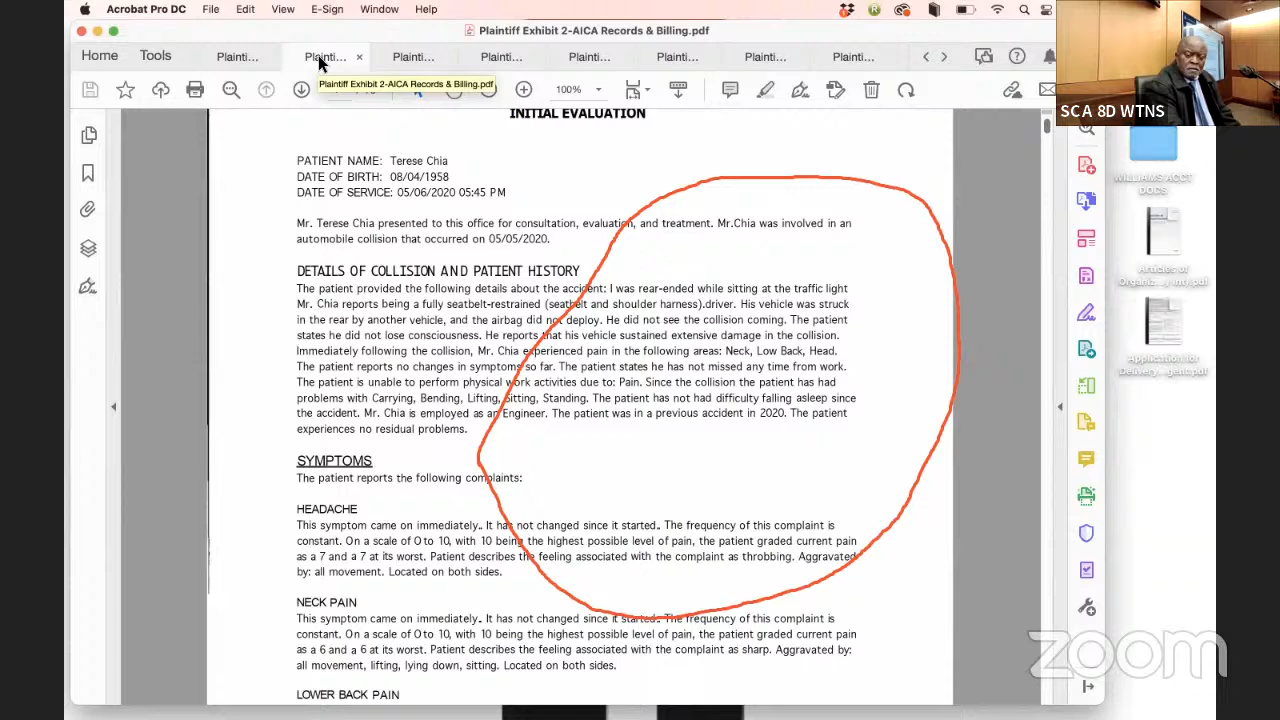 Acrobat Pro DC File Edit View E-Sign Window Help
Plaintiff Exhibit 2-AICA Records & Billing.pdf
Home Tools Plainti... Plainti... × Plainti... Plainti... Plainti... Plainti... Plainti... Plainti...
Plaintiff Exhibit 2-AICA Records & Billing.pdf
100%
SCA 8D WTNS
INITIAL EVALUATION
PATIENT NAME: Terese Chia
DATE OF BIRTH: 08/04/1958
DATE OF SERVICE: 05/06/2020 05:45 PM
Mr. Terese Chia presented to this office for consultation, evaluation, and treatment. Mr.Chia was involved in an
automobile collision that occurred on 05/05/2020.
DETAILS OF COLLISION AND PATIENT HISTORY
The patient provided the following details about the accident: I was rear-ended while sitting at the traffic light
Mr. Chia reports being a fully seatbelt-restrained (seatbelt and shoulder harness).driver. His vehicle was struck
in the rear by another vehicle, and the airbag did not deploy. He did not see the collision coming. The patient
states he did not lose consciousness. He reports that his vehicle sustained extensive damage in the collision.
Immediately following the collision, Mr. Chia experienced pain in the following areas: Neck, Low Back, Head.
The patient reports no changes in symptoms so far. The patient states he has not missed any time from work.
The patient is unable to perform physical work activities due to: Pain. Since the collision the patient has had
problems with Carrying, Bending, Lifting, Sitting, Standing. The patient has not had difficulty falling asleep since
the accident. Mr. Chia is employed as an Engineer. The patient was in a previous accident in 2020. The patient
experiences no residual problems.
SYMPTOMS
The patient reports the following complaints:
HEADACHE
This symptom came on immediately.. It has not changed since it started.. The frequency of this complaint is
constant. On a scale of 0 to 10, with 10 being the highest possible level of pain, the patient graded current pain
as a 7 and a 7 at its worst. Patient describes the feeling associated with the complaint as throbbing. Aggravated
by: all movement. Located on both sides.
NECK PAIN
This symptom came on immediately.. It has not changed since it started.. The frequency of this complaint is
constant. On a scale of 0 to 10, with 10 being the highest possible level of pain, the patient graded current pain
as a 6 and a 6 at its worst. Patient describes the feeling associated with the complaint as sharp. Aggravated by:
all movement, lifting, lying down, sitting. Located on both sides.
LOWER BACK PAIN
WILLIAMS ACCT
DOCS
Articles of
Application for
zoom